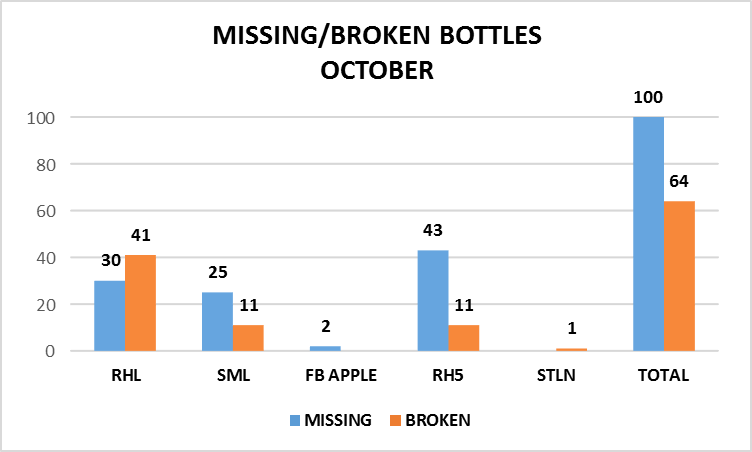 MISSING/BROKEN BOTTLES
OCTOBER
100
80
60
40
20
0
30
41
25
11
2
43
11
1
100
64
RHL
SML
FB APPLE
RH5
STLN
TOTAL
MISSING
BROKEN